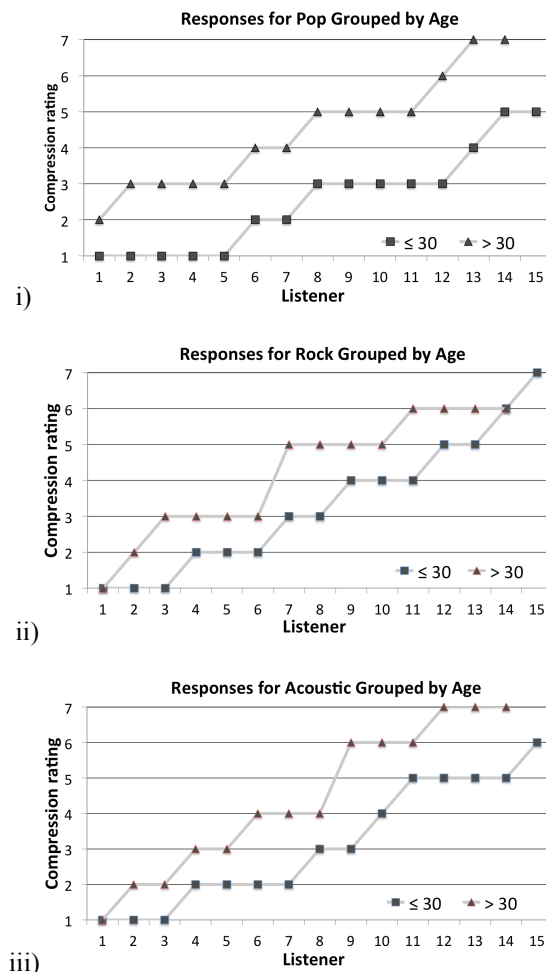 Responses for Pop Grouped by Age
7
6
5
4
3
2
1
Compression rating
≤ 30 > 30
1 2 3 4 5 6 7 8 9 10 11 12 13 14 15
Listener
i)
Responses for Rock Grouped by Age
7
6
5
4
3
2
1
Compression rating
≤ 30 > 30
1 2 3 4 5 6 7 8 9 10 11 12 13 14 15
Listener
ii)
Responses for Acoustic Grouped by Age
7
6
5
4
3
2
1
Compression rating
≤ 30 > 30
1 2 3 4 5 6 7 8 9 10 11 12 13 14 15
Listener
iii)